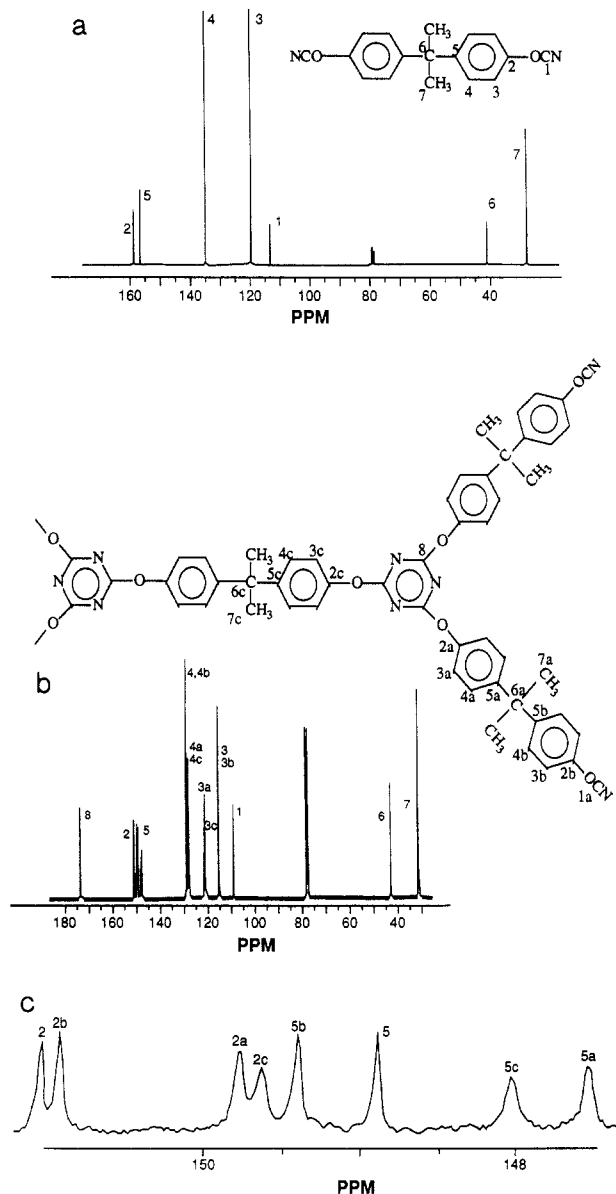 a
4
3
CH3
NCO
6C
5
2
OCN
1
CH3
7
4
3
7
5
2
1
6
160
140
120
100
80
60
40
PPM
OCN
CH3
C
CH3
O
O
N
N
N
O
O
CH3
C
6c
CH3
7c
4c
3c
5c
2c
O
8
N
N
N
O
2a
3a
4a
5a
7a
CH3
6a
C
CH3
5b
4b
3b
2b
OCN
1a
b
4,4b
4a
4c
3
3b
3a
3c
8
2
5
1
6
7
180
160
140
120
100
80
60
40
PPM
c
2
2b
2a
2c
5b
5
5c
5a
150
148
PPM